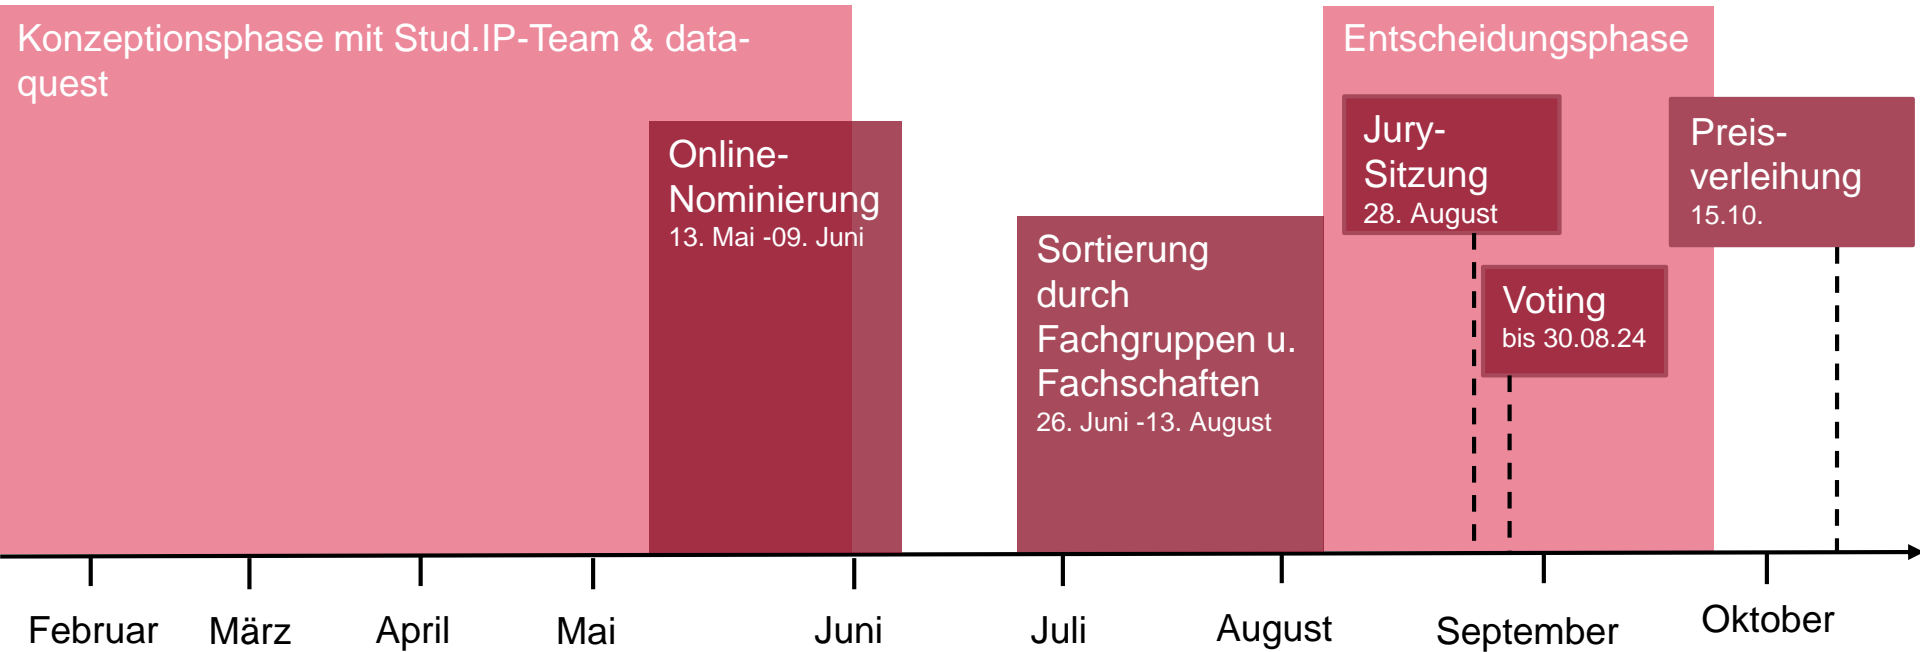 Konzeptionsphase mit Stud.IP-Team & data-
quest
Online-
Nominierung
13. Mai -09. Juni
Sortierung
durch
Fachgruppen u.
Fachschaften
26. Juni -13. August
Entscheidungsphase
Jury-
Sitzung
28. August
Voting
bis 30.08.24
Preis-
verleihung
15.10.
Februar
März
April
Mai
Juni
Juli
August
September
Oktober